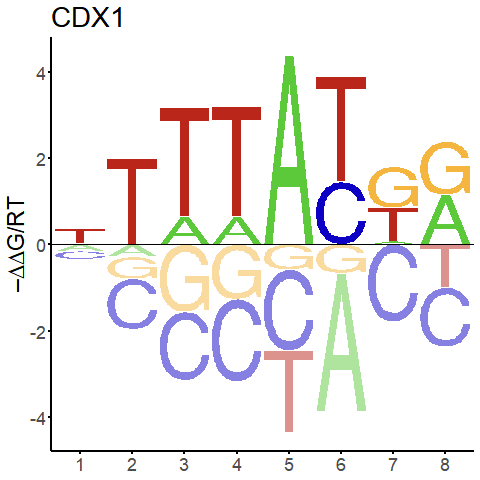 CDX1
−ΔΔG/RT
4
2
0
-2
-4
T A C
T A G C
T A G C
T A G C
A G C T
T C G A
G T A C
G A T C
1 2 3 4 5 6 7 8